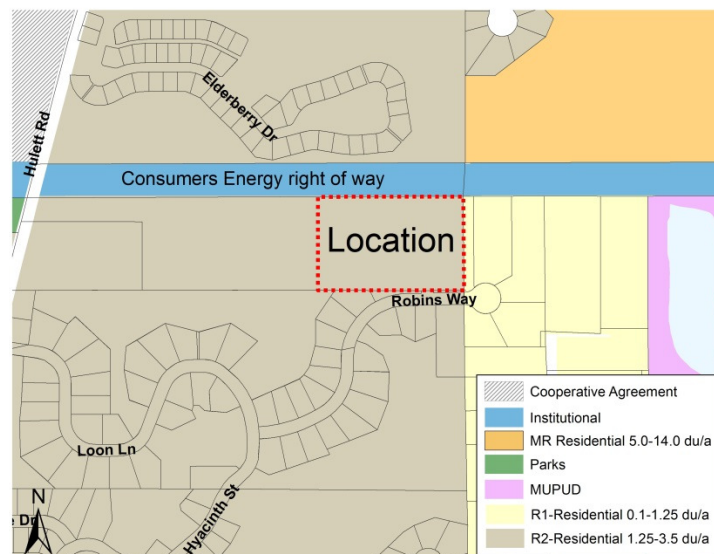 Elderberry Dr
Hulett Rd
Consumers Energy right of way
Location
Robins Way
Loon Ln
Hyacinth St
N
e Dr
Cooperative Agreement
Institutional
MR Residential 5.0-14.0 du/a
Parks
MUPUD
R1-Residential 0.1-1.25 du/a
R2-Residential 1.25-3.5 du/a